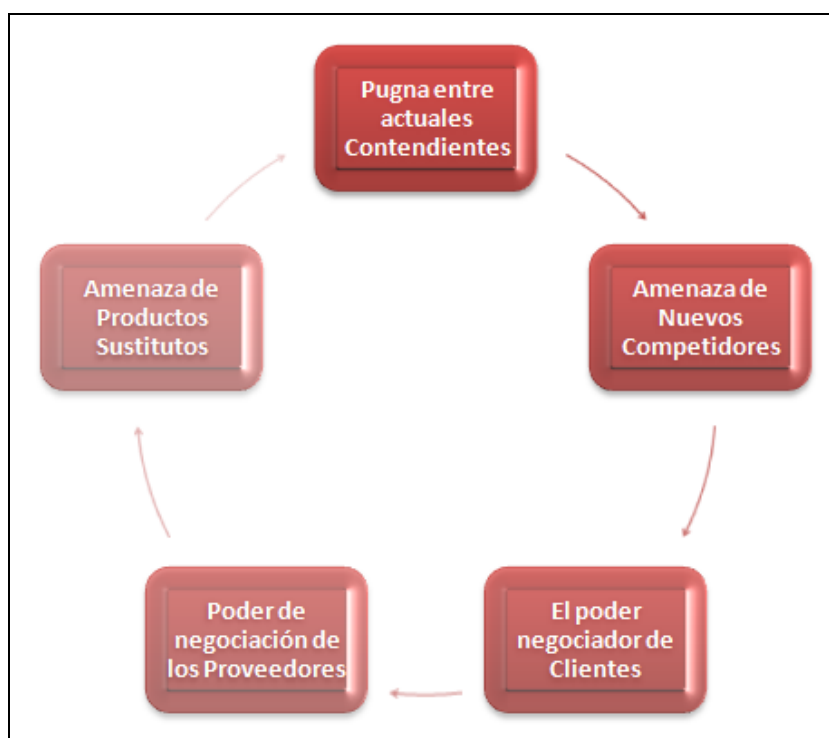 Pugna entre
actuales
Contendientes
Amenaza de
Nuevos
Competidores
El poder
negociador de
Clientes
Poder de
negociación de
los Proveedores
Amenaza de
Productos
Sustitutos